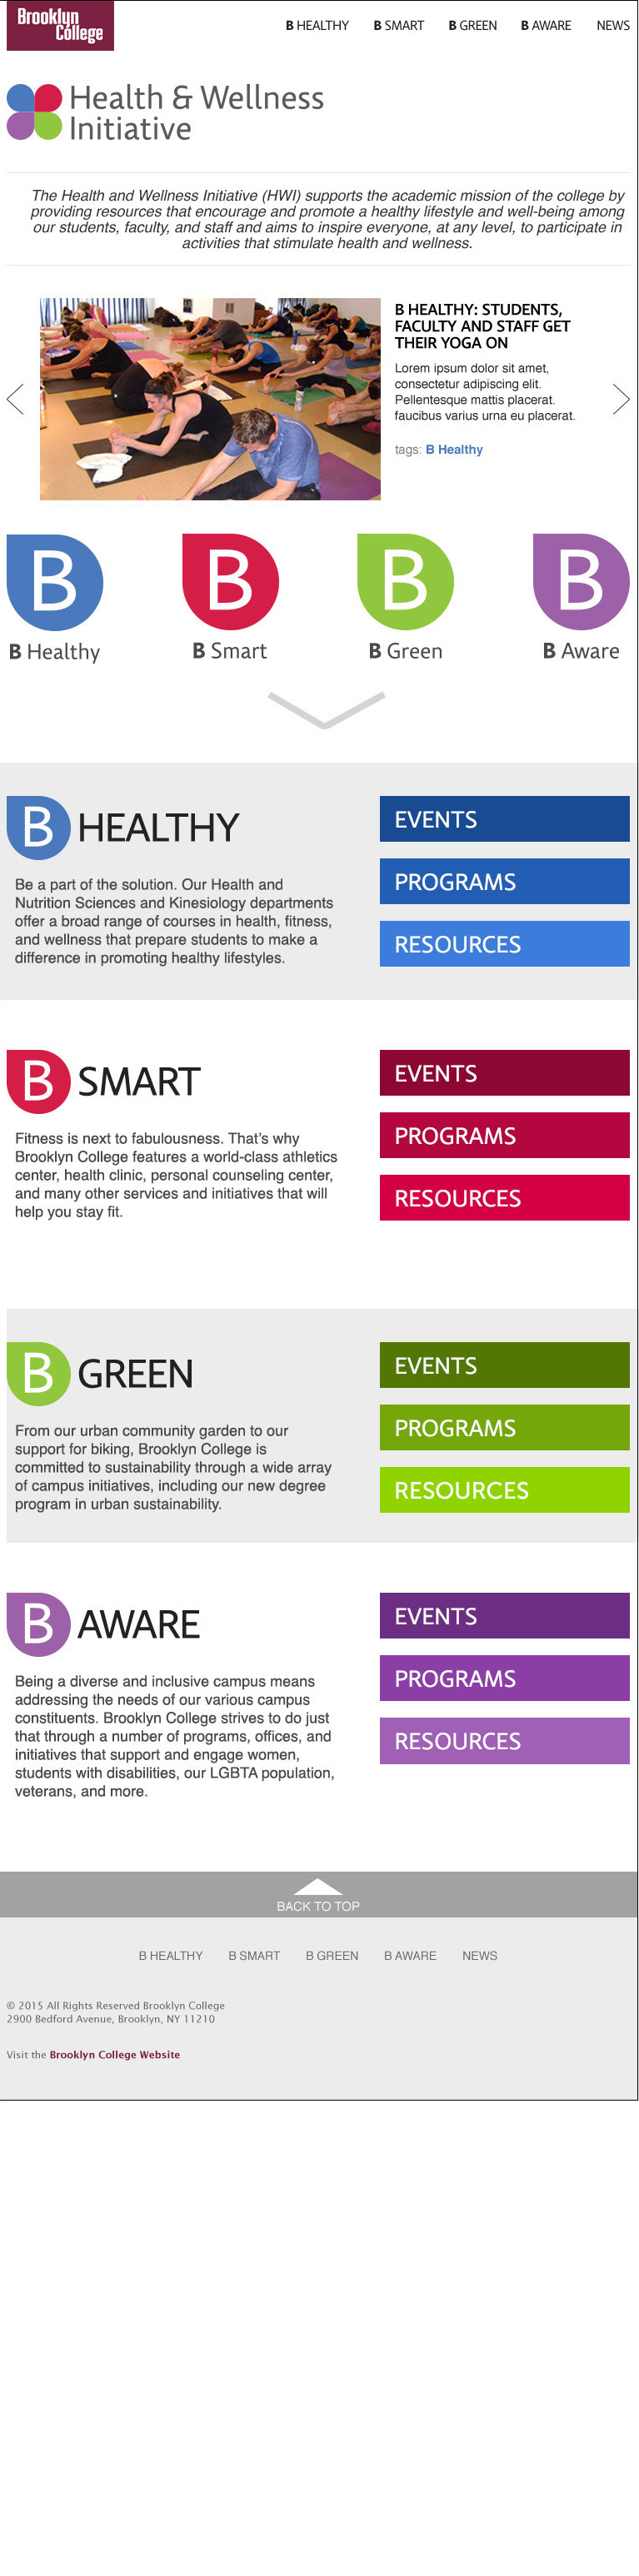 Brooklyn College
B HEALTHY B SMART B GREEN B AWARE NEWS
Health & Wellness
Initiative
The Health and Wellness Initiative (HWI) supports the academic mission of the college by
providing resources that encourage and promote a healthy lifestyle and well-being among
our students, faculty, and staff and aims to inspire everyone, at any level, to participate in
activities that stimulate health and wellness.
B HEALTHY: STUDENTS,
FACULTY AND STAFF GET
THEIR YOGA ON
Lorem ipsum dolor sit amet,
consectetur adipiscing elit.
Pellentesque mattis placerat.
faucibus varius urna eu placerat.
tags: B Healthy
B B B B
B Healthy B Smart B Green B Aware
B HEALTHY
Be a part of the solution. Our Health and
Nutrition Sciences and Kinesiology departments
offer a broad range of courses in health, fitness,
and wellness that prepare students to make a
difference in promoting healthy lifestyles.
EVENTS
PROGRAMS
RESOURCES
B SMART
Fitness is next to fabulousness. That’s why
Brooklyn College features a world-class athletics
center, health clinic, personal counseling center,
and many other services and initiatives that will
help you stay fit.
EVENTS
PROGRAMS
RESOURCES
B GREEN
From our urban community garden to our
support for biking, Brooklyn College is
committed to sustainability through a wide array
of campus initiatives, including our new degree
program in urban sustainability.
EVENTS
PROGRAMS
RESOURCES
B AWARE
Being a diverse and inclusive campus means
addressing the needs of our various campus
constituents. Brooklyn College strives to do just
that through a number of programs, offices, and
initiatives that support and engage women,
students with disabilities, our LGBTA population,
veterans, and more.
EVENTS
PROGRAMS
RESOURCES
BACK TO TOP
B HEALTHY B SMART B GREEN B AWARE NEWS
© 2015 All Rights Reserved Brooklyn College
2900 Bedford Avenue, Brooklyn, NY 11210
Visit the Brooklyn College Website